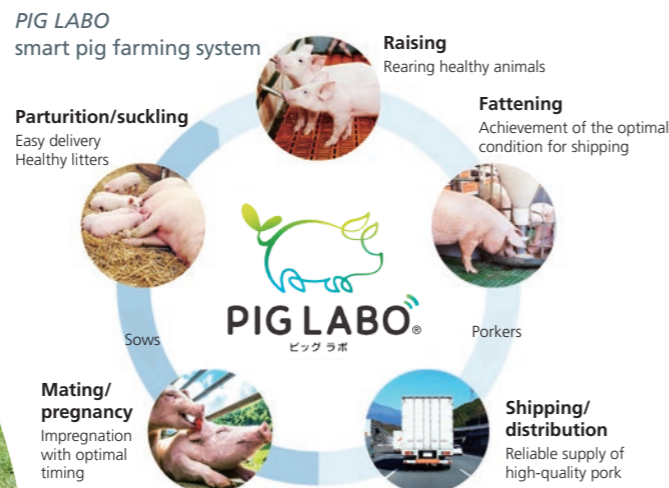 PIG LABO
smart pig farming system
Raising
Rearing healthy animals
Fattening
Achievement of the optimal
condition for shipping
Parturition/suckling
Easy delivery
Healthy litters
PIG LABO®
ピッグ ラボ
Sows
Porkers
Mating/
pregnancy
Impregnation
with optimal
timing
Shipping/
distribution
Reliable supply of
high-quality pork